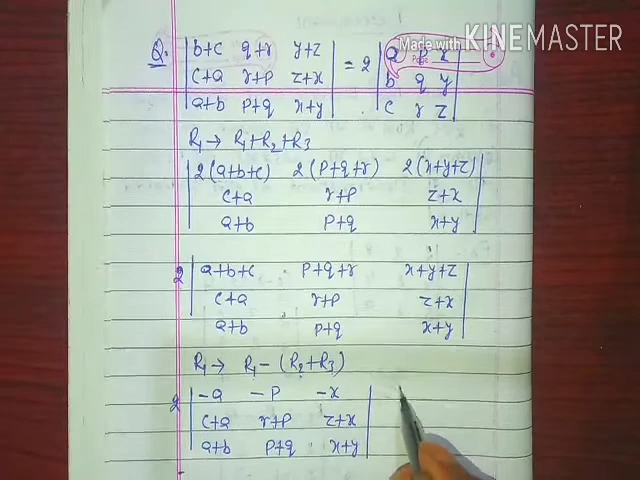 Made with KINEMASTER
Q. | b+c q+r y+z | = 2 | a p x |
| c+a r+p z+x | | b q y |
| a+b p+q x+y | | c r z |
R₁ → R₁+R₂+R₃
| 2(a+b+c) 2(p+q+r) 2(x+y+z) |
| c+a r+p z+x |
| a+b p+q x+y |
2 | a+b+c p+q+r x+y+z |
| c+a r+p z+x |
| a+b p+q x+y |
R₁ → R₁ - (R₂+R₃)
2 | -a -p -x |
| c+a r+p z+x |
| a+b p+q x+y |